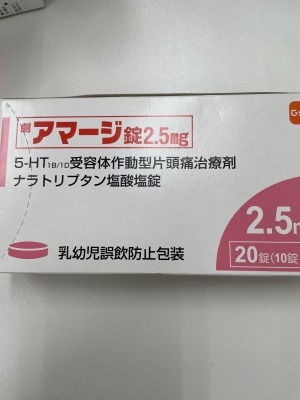 劇 アマージ錠2.5mg
5-HT1B/1D受容体作動型片頭痛治療剤
ナラトリプタン塩酸塩錠
2.5
20錠(10錠
乳幼児誤飲防止包装